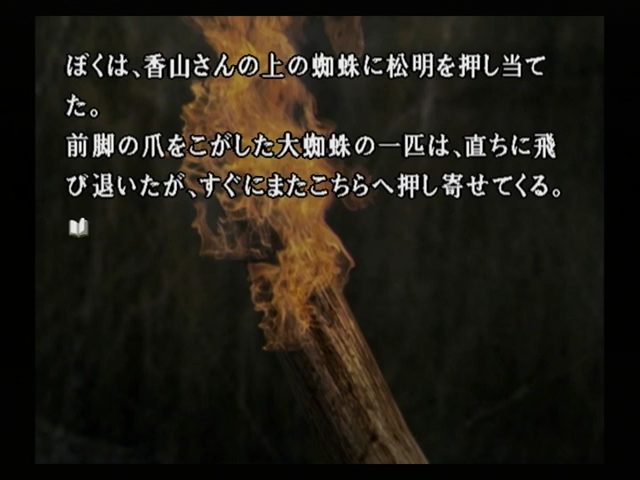 ぼくは、香山さんの上の蜘蛛に松明を押し当て
た。
前脚の爪をこがした大蜘蛛の一匹は、直ちに飛
び退いたが、すぐにまたこちらへ押し寄せてくる。